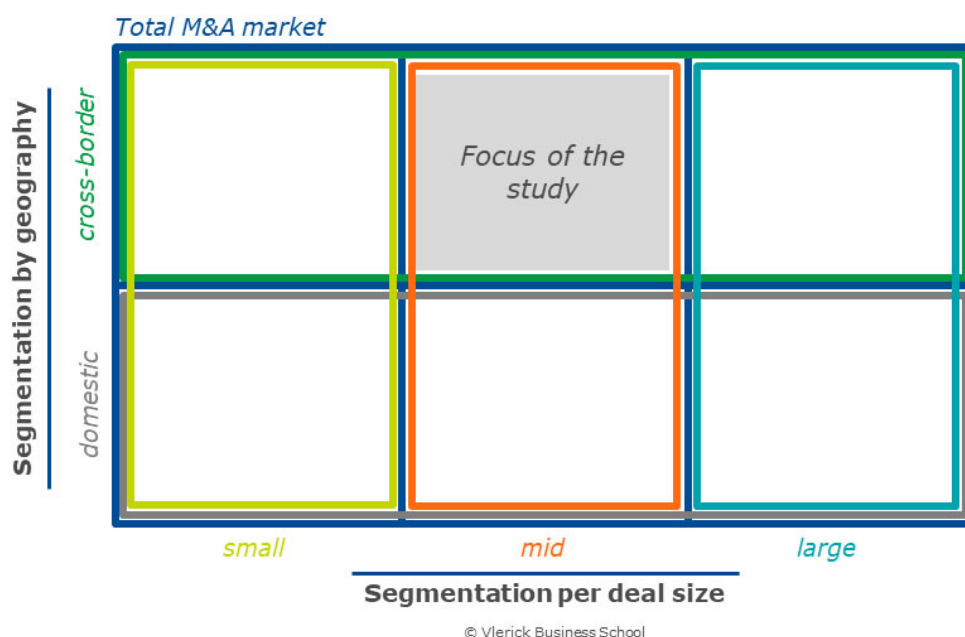 Total M&A market
Segmentation by geography
cross-border
domestic
Focus of the
study
small
mid
large
Segmentation per deal size
© Vlerick Business School